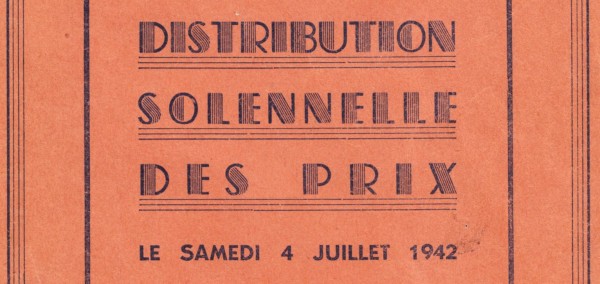 DISTRIBUTION
SOLENNELLE
DES PRIX
LE SAMEDI 4 JUILLET 1942